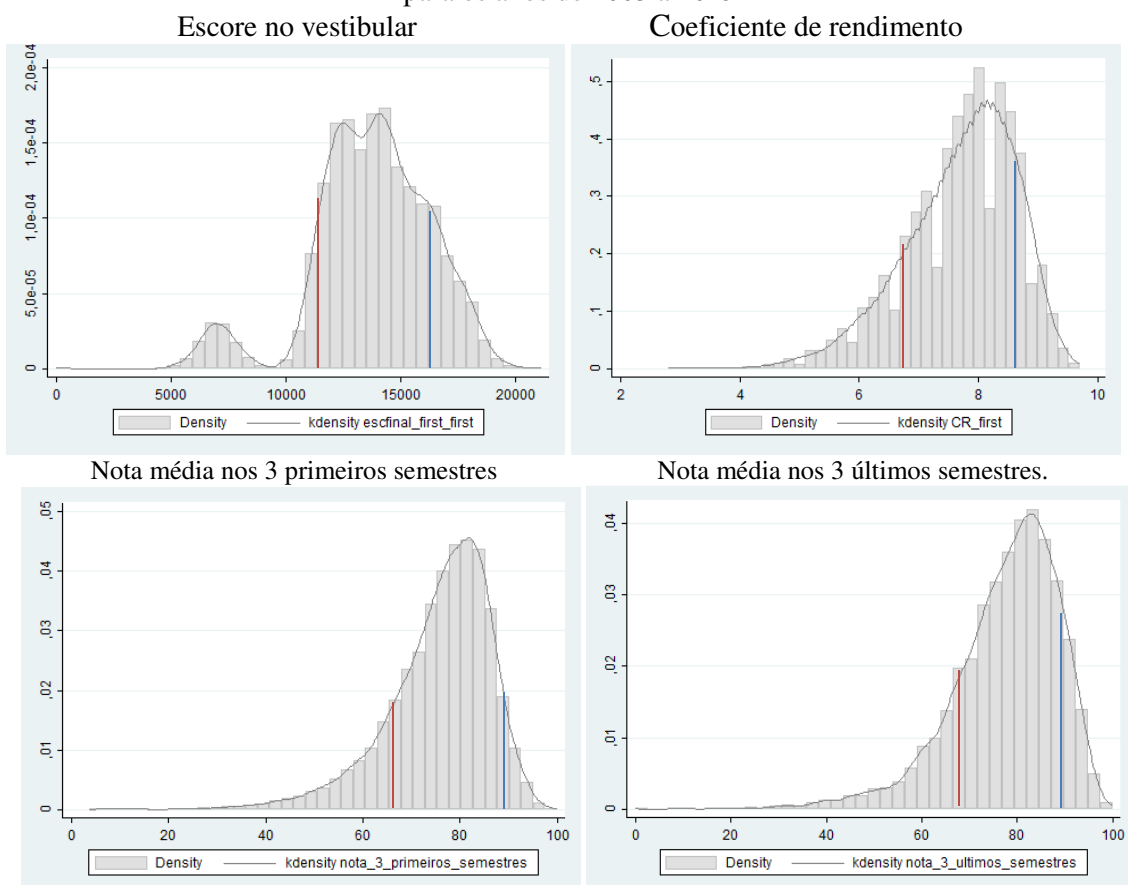 para os anos de
Escore no vestibular
Coeficiente de rendimento
2,0e-04
1,5e-04
1,0e-04
5,0e-05
0
0 5000 10000 15000 20000
Density kdensity escfinal_first_first
,5
,4
,3
,2
,1
0
2 4 6 8 10
Density kdensity CR_first
Nota média nos 3 primeiros semestres
Nota média nos 3 últimos semestres.
,05
,04
,03
,02
,01
0
0 20 40 60 80 100
Density kdensity nota_3_primeiros_semestres
,04
,03
,02
,01
0
0 20 40 60 80 100
Density kdensity nota_3_ultimos_semestres